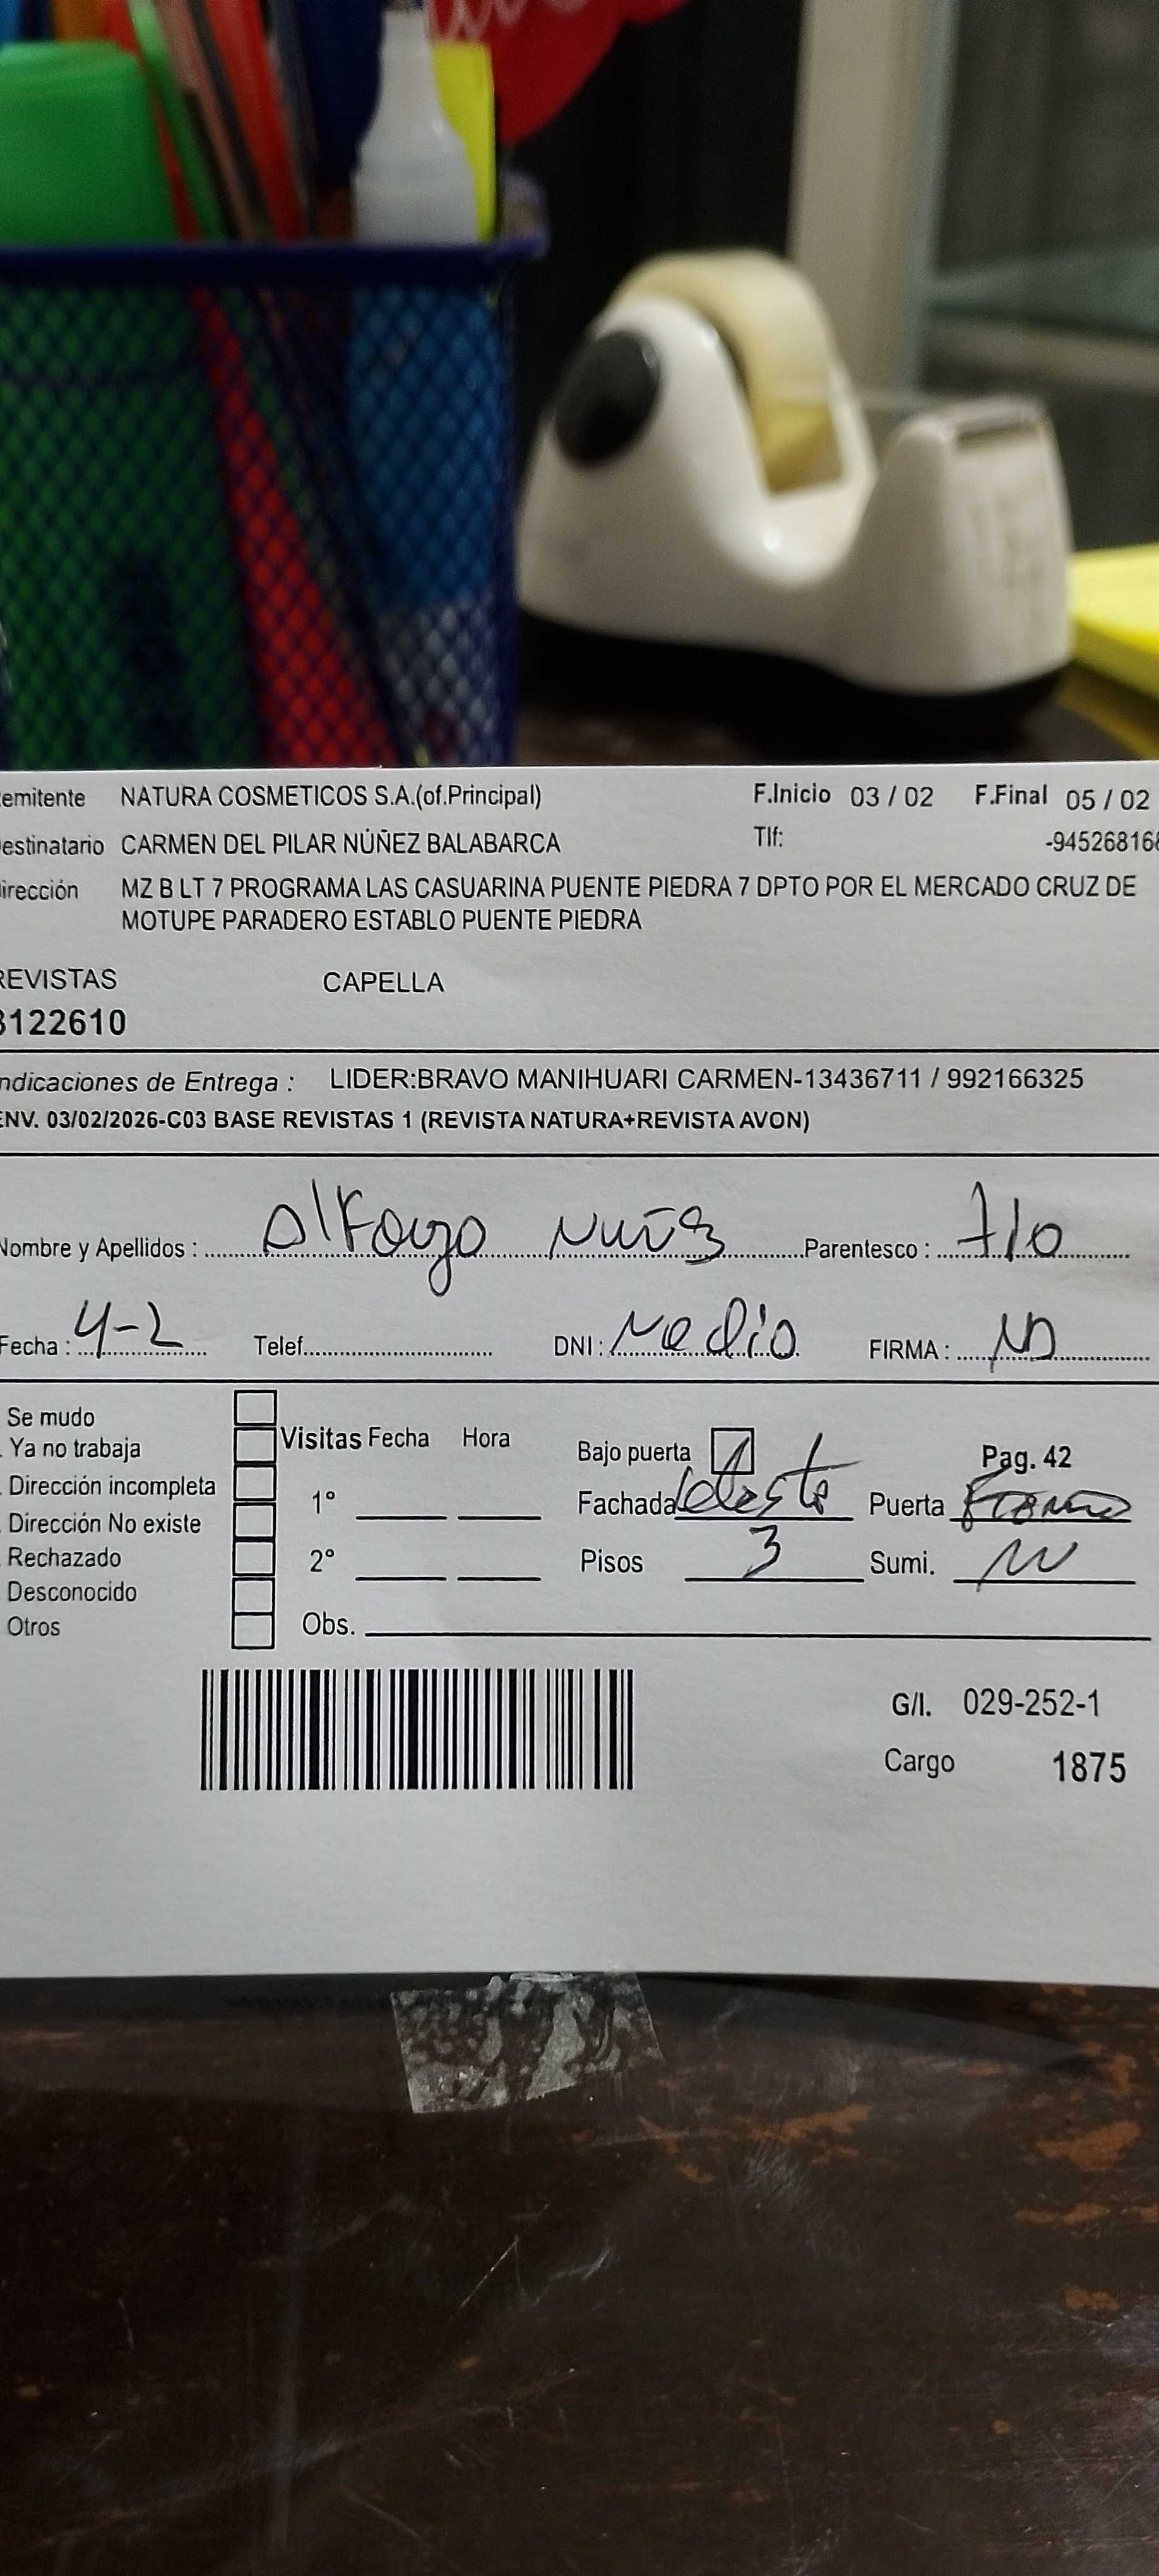 emitente NATURA COSMETICOS S.A.(of.Principal) F.Inicio 03 / 02 F.Final 05 / 02
estinatario CARMEN DEL PILAR NÚÑEZ BALABARCA Tlf: -945268168
irección MZ B LT 7 PROGRAMA LAS CASUARINA PUENTE PIEDRA 7 DPTO POR EL MERCADO CRUZ DE
MOTUPE PARADERO ESTABLO PUENTE PIEDRA
REVISTAS CAPELLA
3122610
ndicaciones de Entrega : LIDER:BRAVO MANIHUARI CARMEN-13436711 / 992166325
ENV. 03/02/2026-C03 BASE REVISTAS 1 (REVISTA NATURA+REVISTA AVON)
Nombre y Apellidos : Nuñez Parentesco : tio
Fecha : 4-2 Telef. DNI : Nedio FIRMA :
Se mudo
Ya no trabaja Visitas Fecha Hora Bajo puerta Pag. 42
Dirección incompleta
1° Fachada Celeste Puerta
Dirección No existe
Rechazado 2° Pisos 3 Sumi.
Desconocido
Otros Obs.
G/I. 029-252-1
Cargo 1875